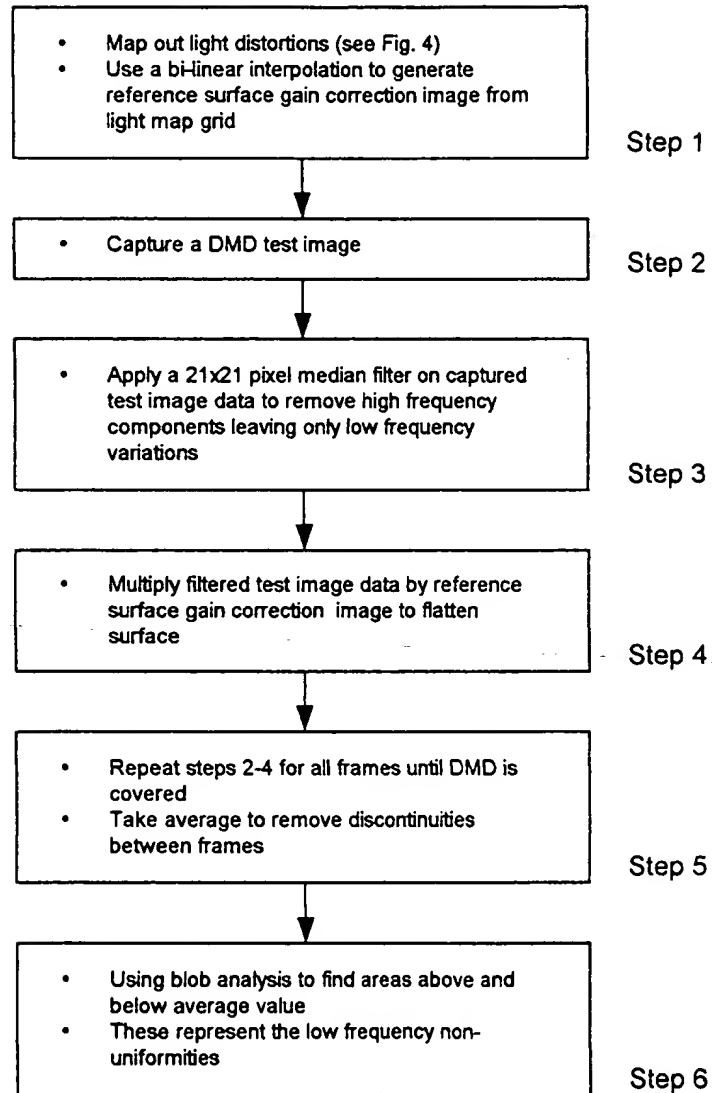 • Map out light distortions (see Fig. 4)
• Use a bi-linear interpolation to generate
reference surface gain correction image from
light map grid
Step 1
• Capture a DMD test image
Step 2
• Apply a 21x21 pixel median filter on captured
test image data to remove high frequency
components leaving only low frequency
variations
Step 3
• Multiply filtered test image data by reference
surface gain correction image to flatten
surface
Step 4
• Repeat steps 2-4 for all frames until DMD is
covered
• Take average to remove discontinuities
between frames
Step 5
• Using blob analysis to find areas above and
below average value
• These represent the low frequency non-
uniformities
Step 6